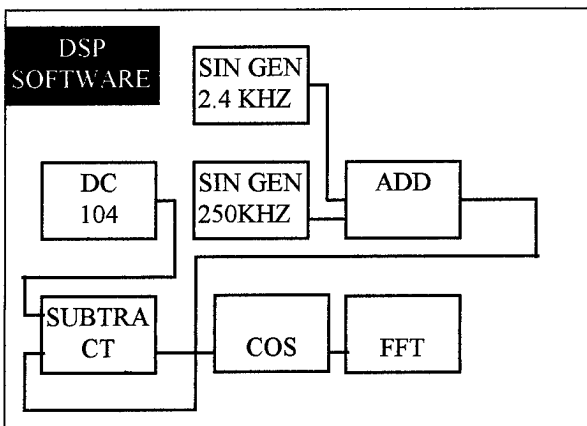 DSP
SOFTWARE
SIN GEN
2.4 KHZ
DC
104
SIN GEN
250KHZ
ADD
SUBTRA
CT
COS
FFT